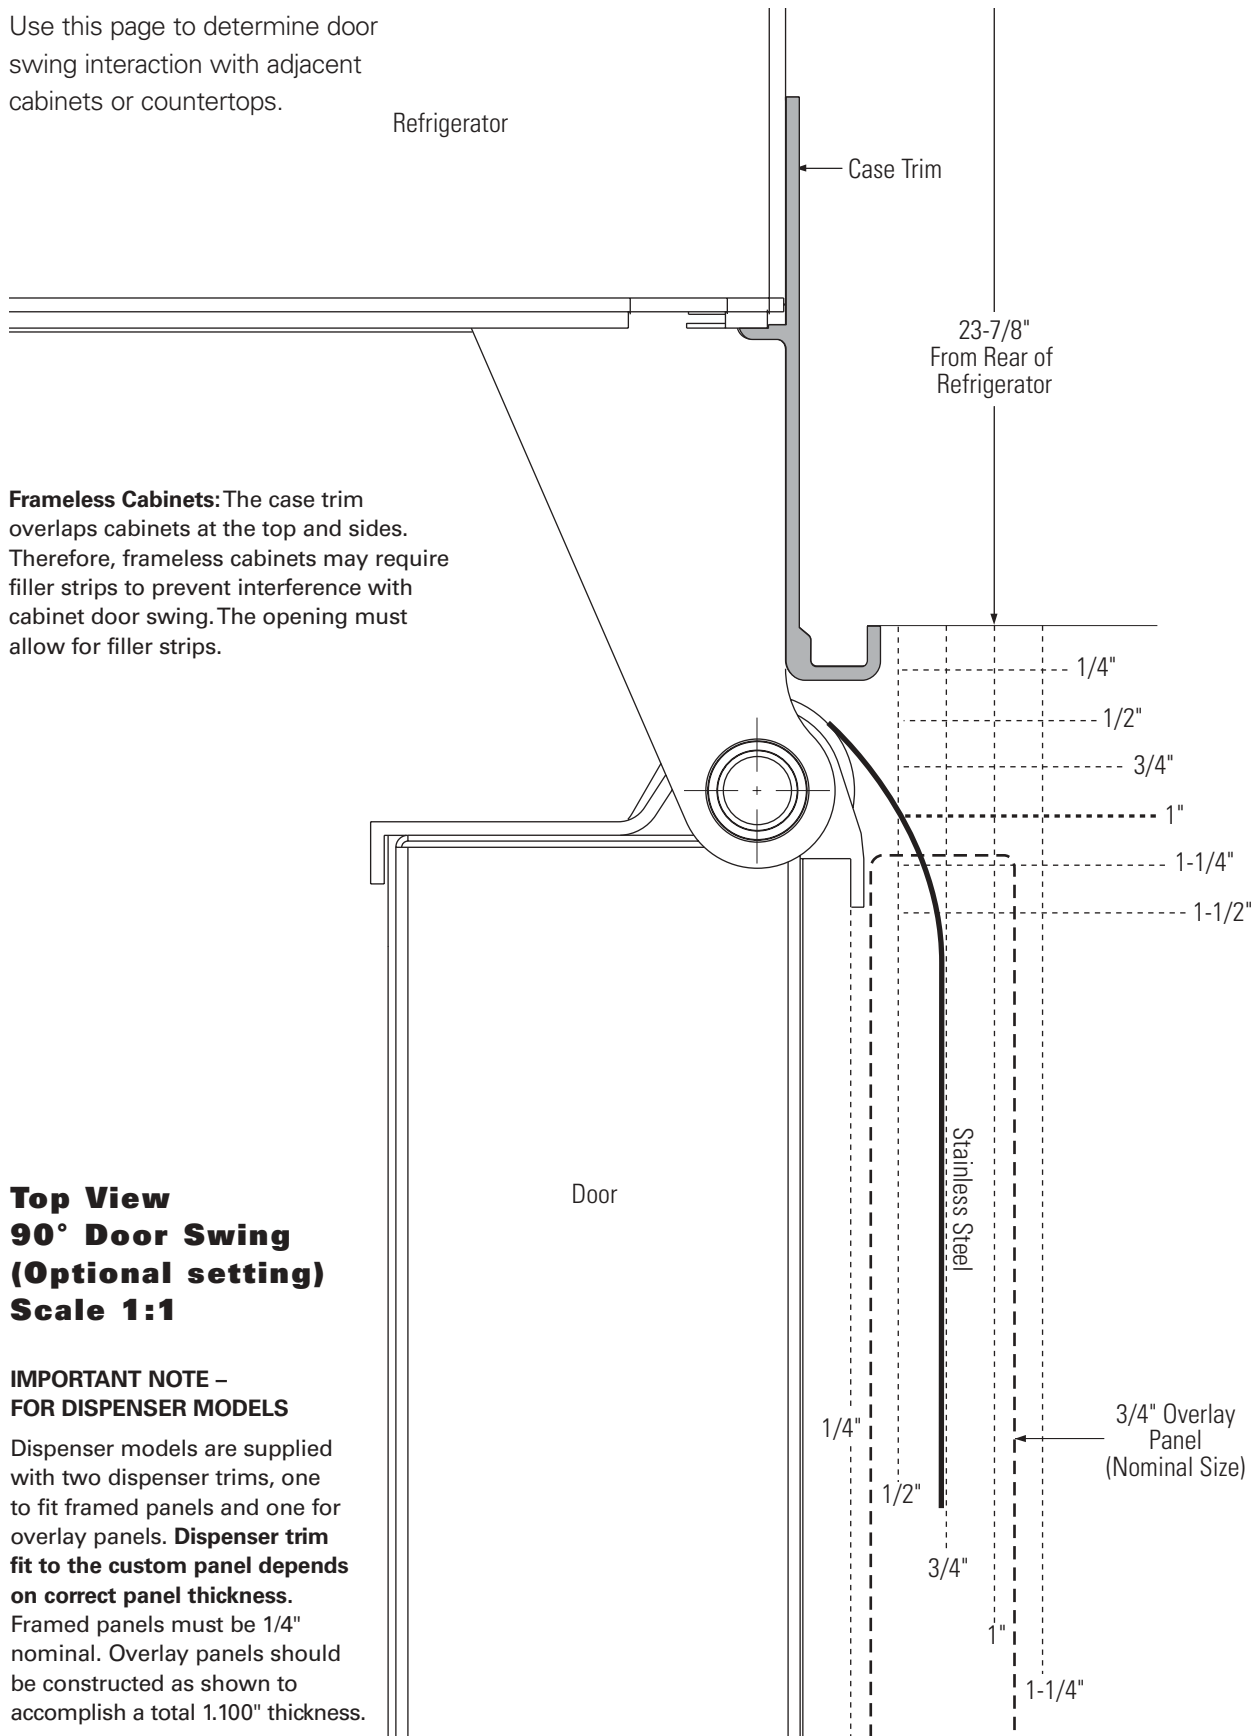 Use this page to determine door
swing interaction with adjacent
cabinets or countertops.
Refrigerator
Case Trim
23-7/8"
From Rear of
Refrigerator
Frameless Cabinets: The case trim
overlaps cabinets at the top and sides.
Therefore, frameless cabinets may require
filler strips to prevent interference with
cabinet door swing. The opening must
allow for filler strips.
1/4"
1/2"
3/4"
1"
1-1/4"
1-1/2"
Stainless Steel
Door
Top View
90° Door Swing
(Optional setting)
Scale 1:1
IMPORTANT NOTE –
FOR DISPENSER MODELS
Dispenser models are supplied
with two dispenser trims, one
to fit framed panels and one for
overlay panels. Dispenser trim
fit to the custom panel depends
on correct panel thickness.
Framed panels must be 1/4"
nominal. Overlay panels should
be constructed as shown to
accomplish a total 1.100" thickness.
1/4"
1/2"
3/4"
1"
1-1/4"
3/4" Overlay
Panel
(Nominal Size)